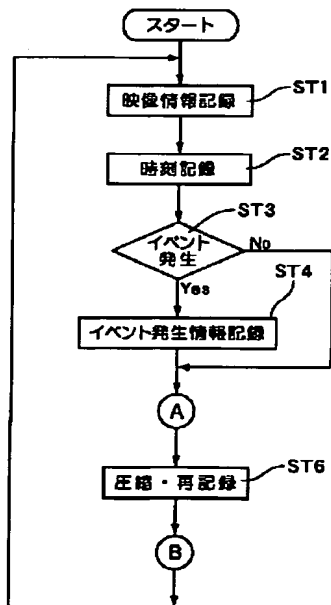 スタート
映像情報記録
ST1
時刻記録
ST2
イベント
発生
ST3
No
Yes
イベント発生情報記録
ST4
A
圧縮・再記録
ST6
B